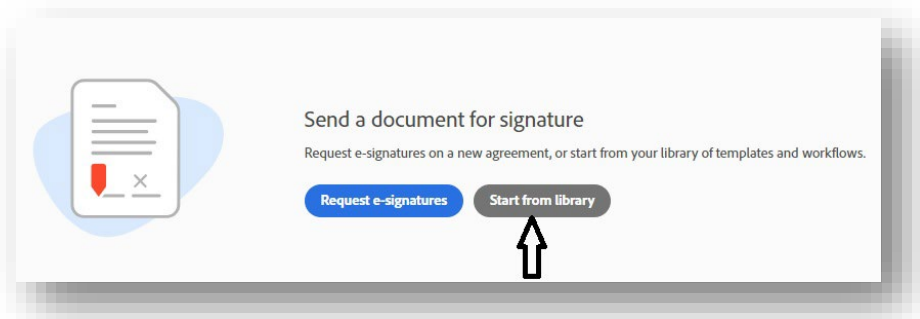 Send a document for signature
Request e-signatures on a new agreement, or start from your library of templates and workflows.
Request e-signatures
Start from library